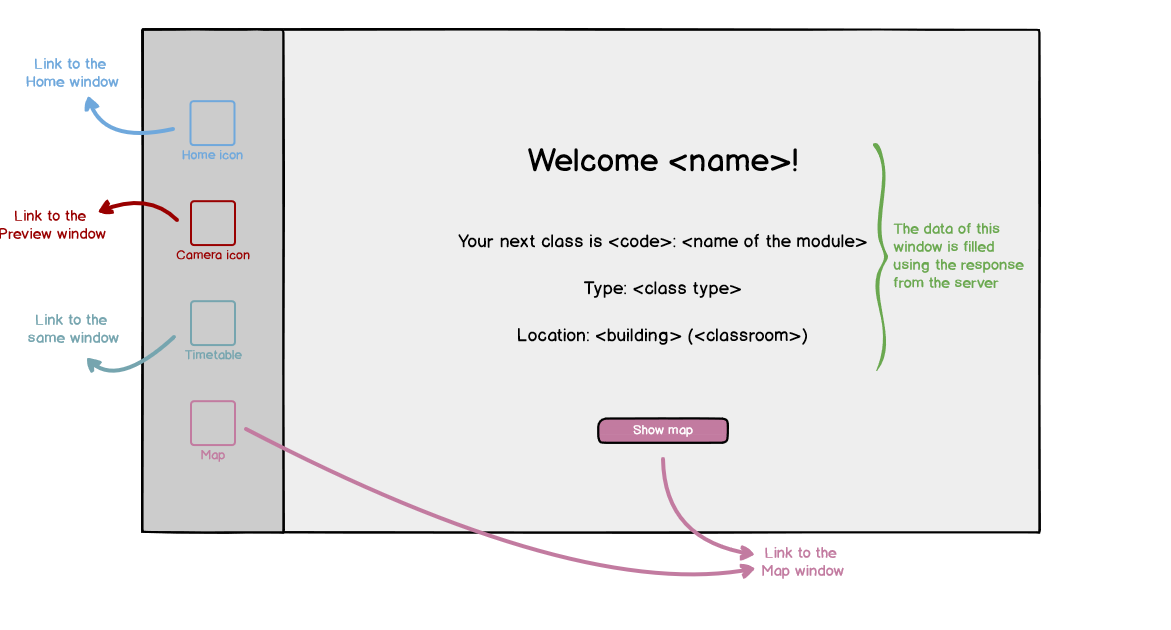 Link to the
Home window
Home icon
Link to the
Preview window
Camera icon
Link to the
same window
Timetable
Map
Welcome <name>!
Your next class is <code>: <name of the module>
Type: <class type>
Location: <building> (<classroom>)
The data of this
window is filled
using the response
from the server
Show map
Link to the
Map window